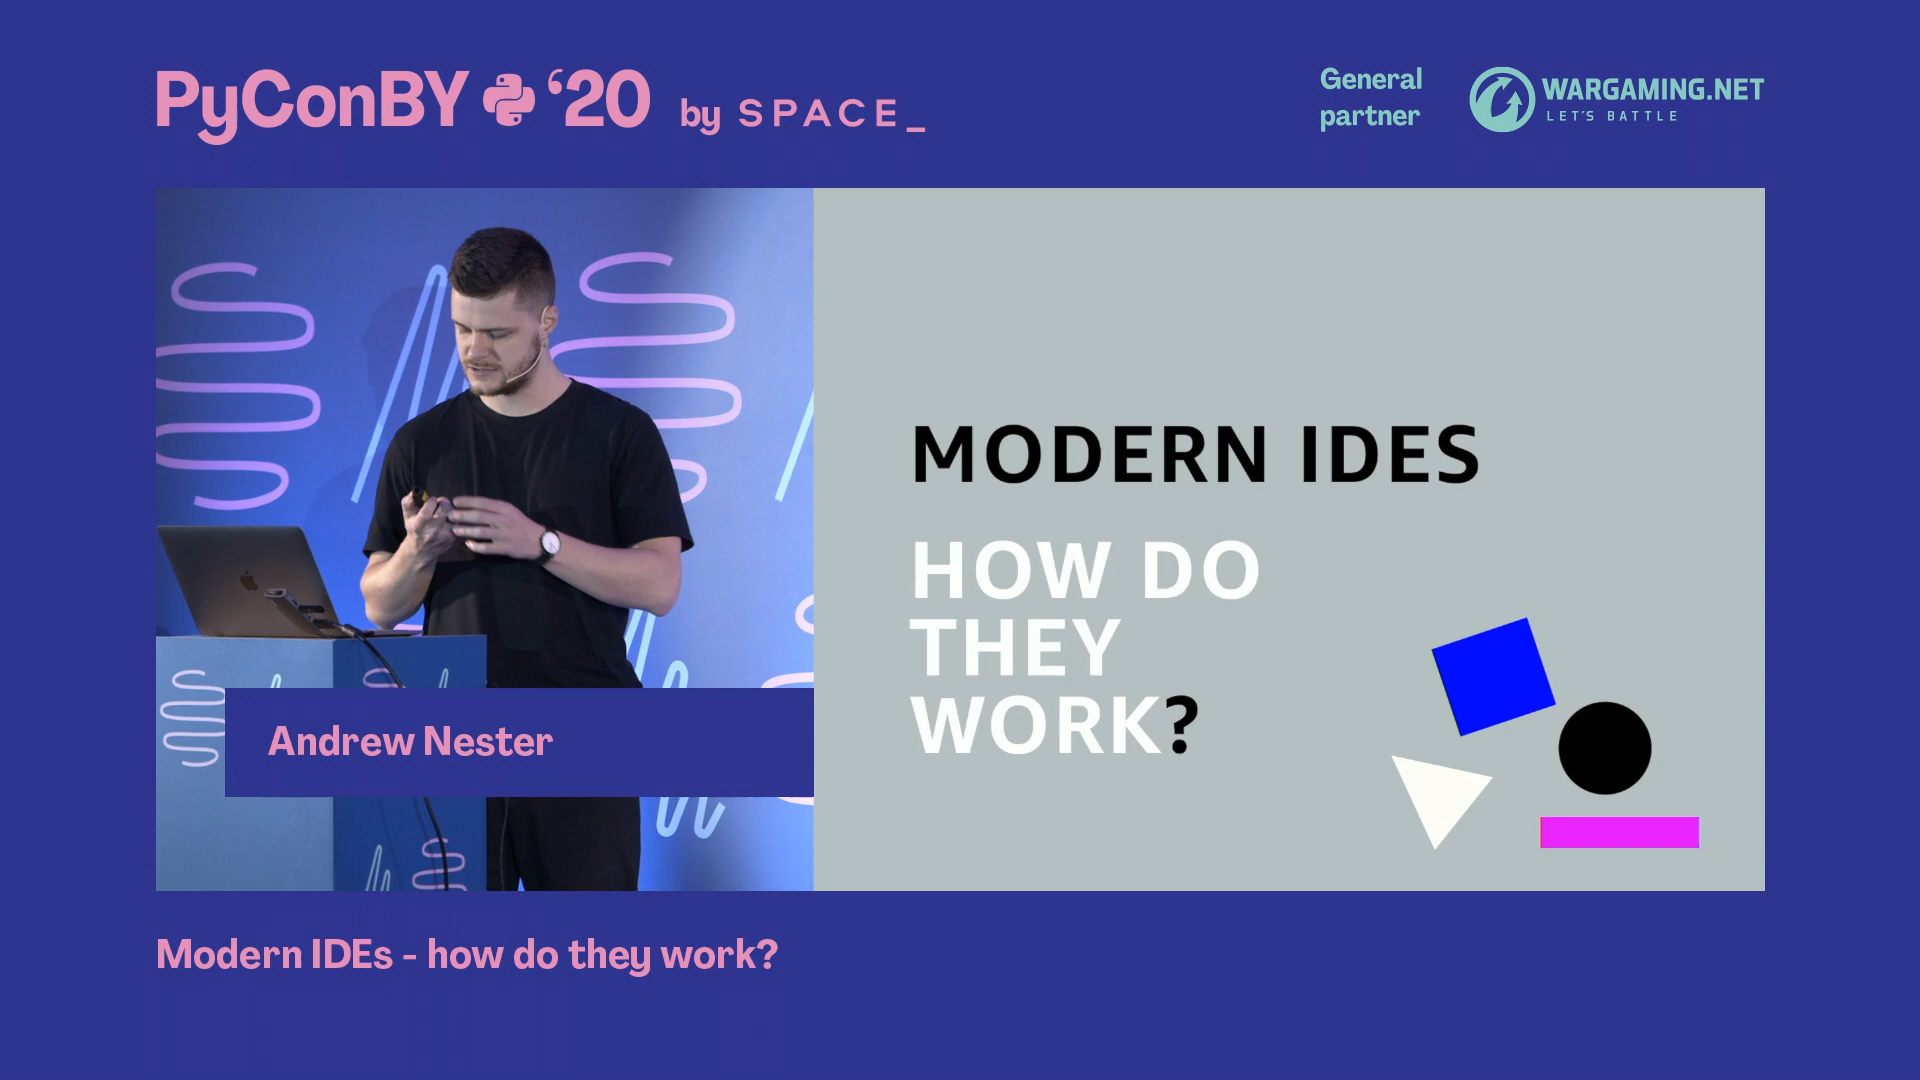 PyConBY ‘20 by SPACE_
General
partner
WARGAMING.NET
LET'S BATTLE
MODERN IDES
HOW DO
THEY
WORK?
Andrew Nester
Modern IDEs - how do they work?